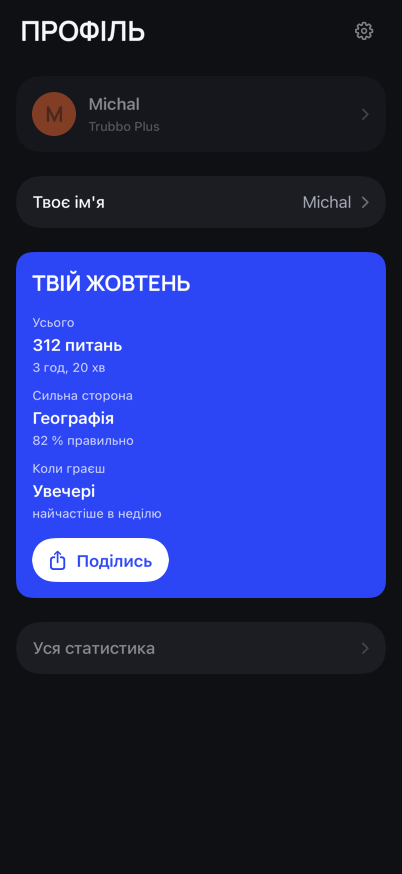 ПРОФІЛЬ
M
Michal
Trubbo Plus
Твоє ім'я
Michal
ТВІЙ ЖОВТЕНЬ
Усього
312 питань
3 год, 20 хв
Сильна сторона
Географія
82 % правильно
Коли граєш
Увечері
найчастіше в неділю
Поділись
Уся статистика